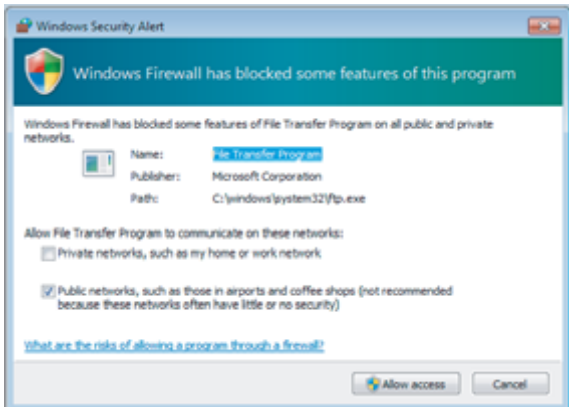 Windows Security Alert
Windows Firewall has blocked some features of this program
Windows Firewall has blocked some features of File Transfer Program on all public and private
networks.
Name: File Transfer Program
Publisher: Microsoft Corporation
Path: C:\windows\system32\ftp.exe
Allow File Transfer Program to communicate on these networks:
Private networks, such as my home or work network
Public networks, such as those in airports and coffee shops (not recommended
because these networks often have little or no security)
What are the risks of allowing a program through a firewall?
Allow access Cancel